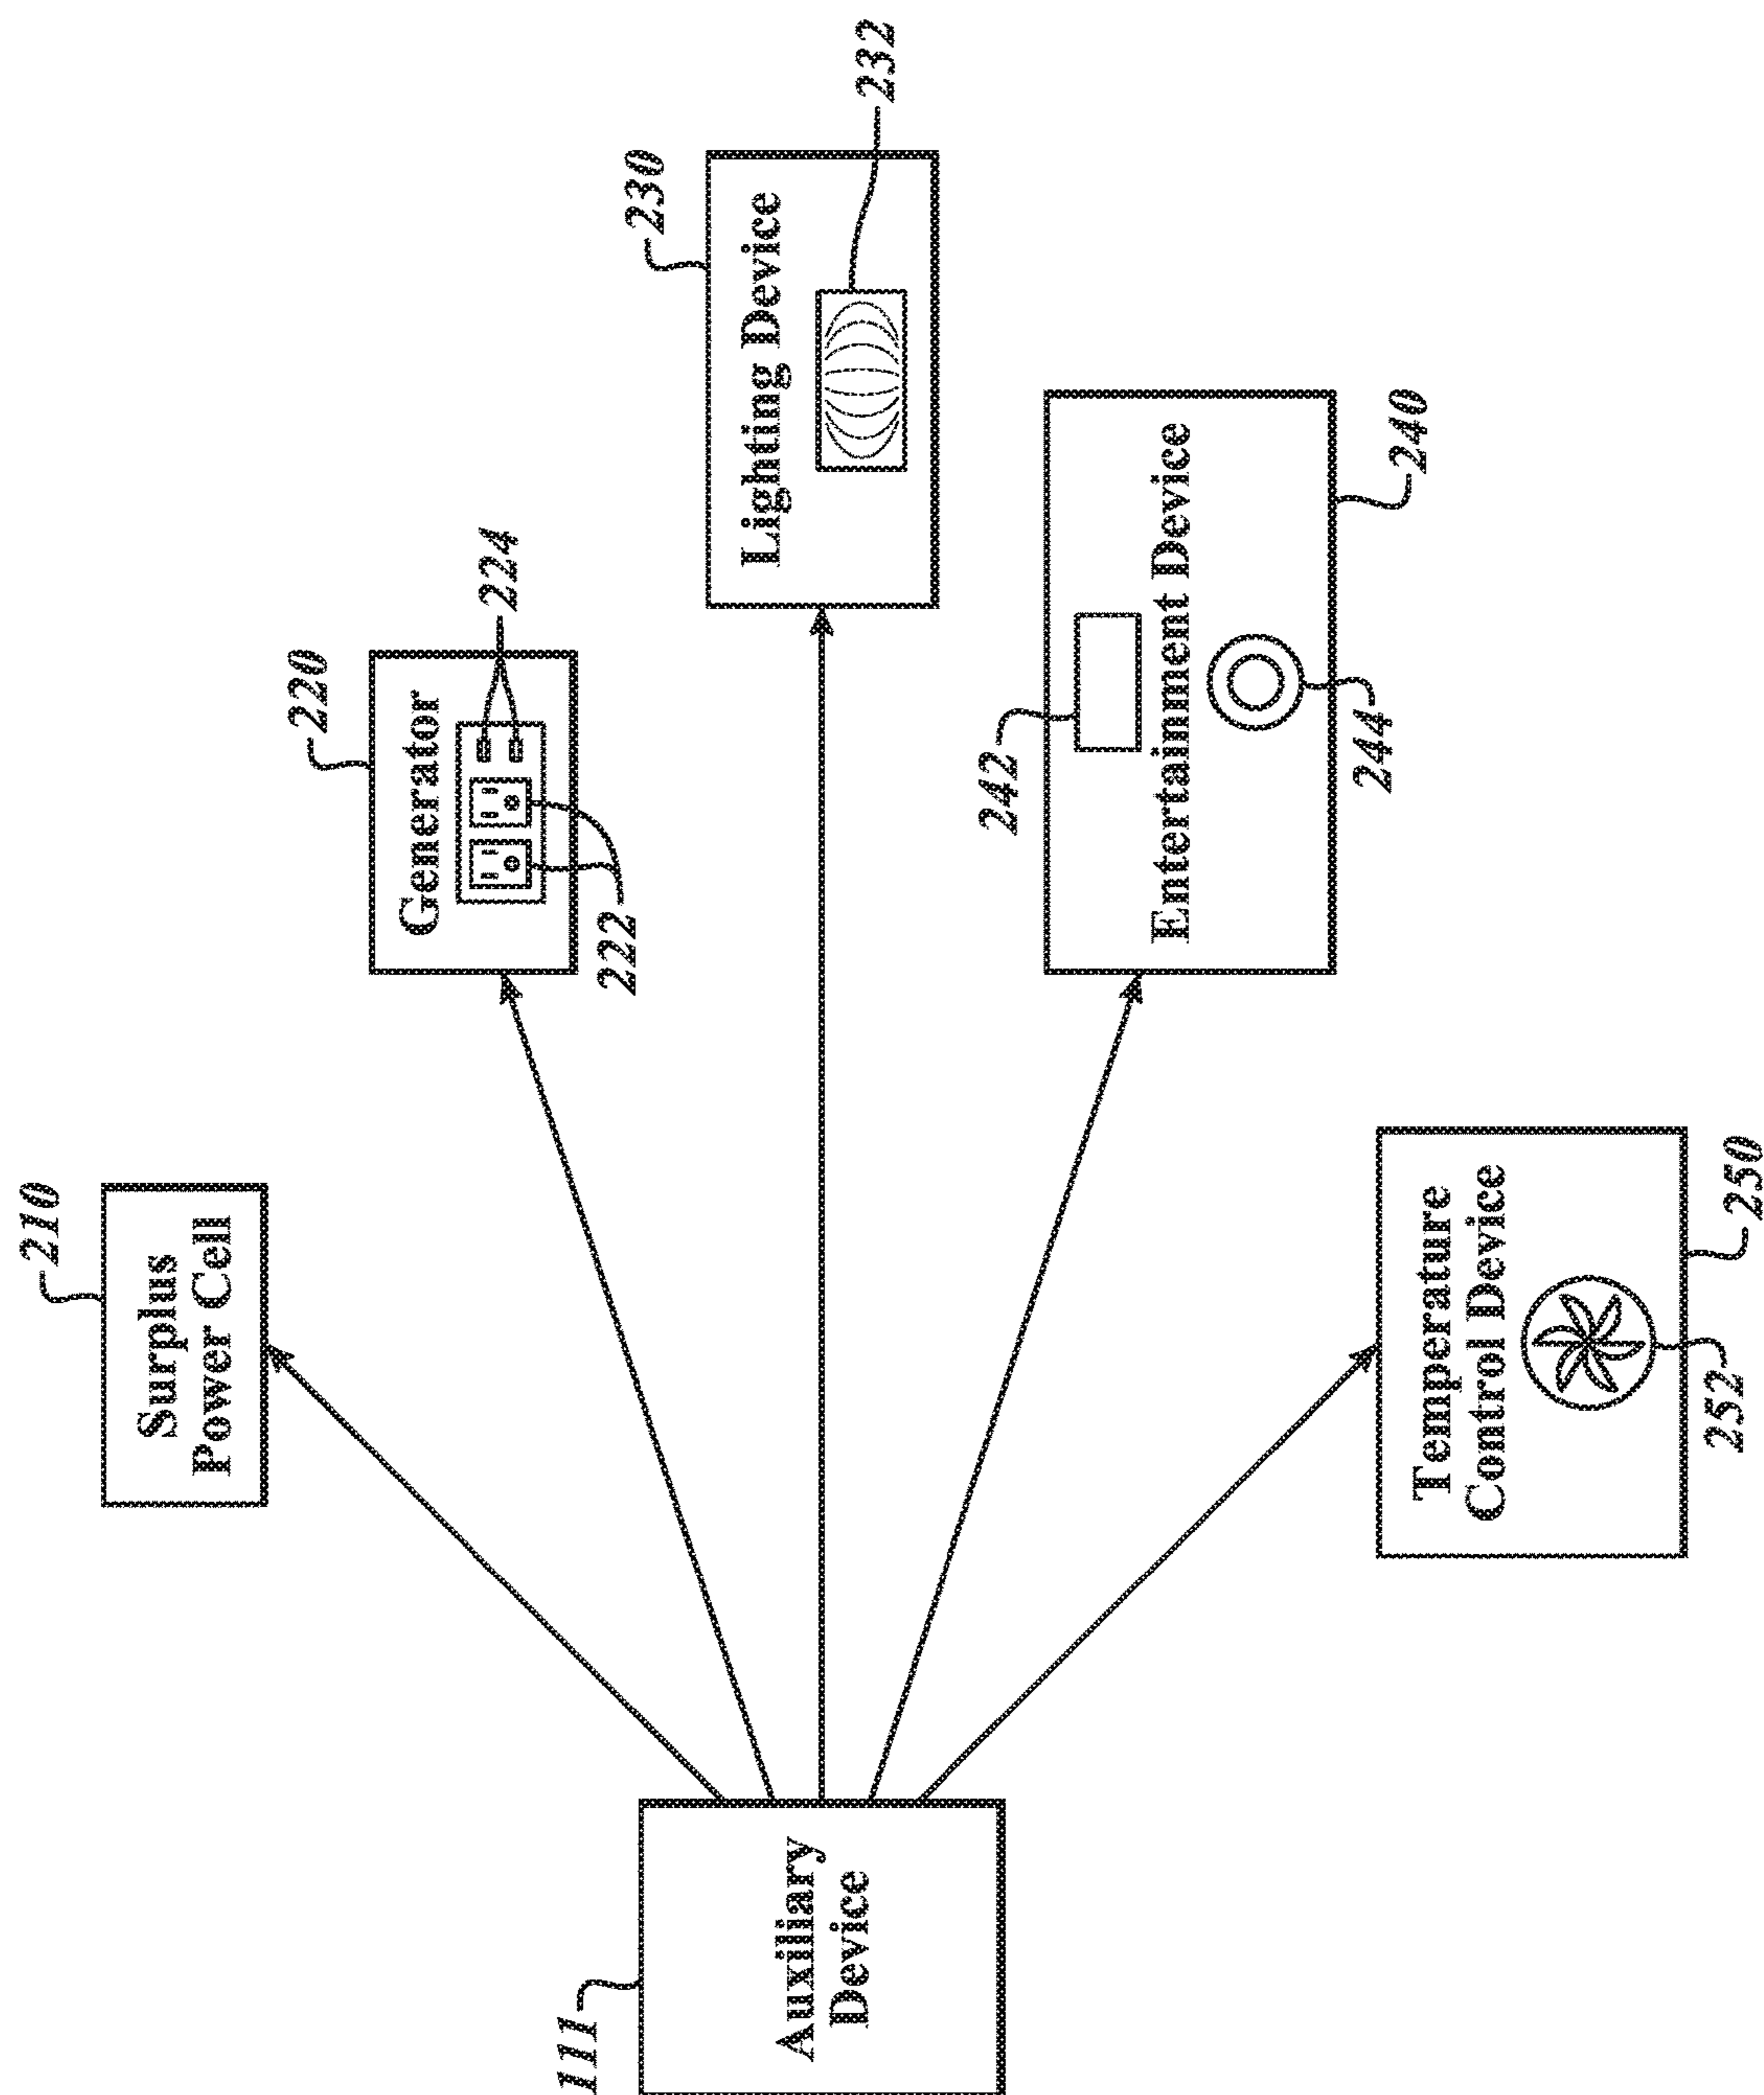 111
Auxiliary
Device
210
Surplus
Power Cell
220
Generator
222
224
230
Lighting Device
232
242
Entertainment Device
244
240
Temperature
Control Device
252
250